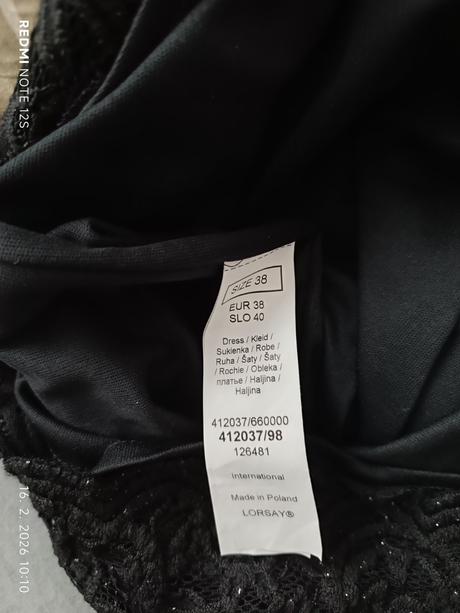 REDMI NOTE 12S
SIZE 38
EUR 38
SLO 40
Dress / Kleid /
Sukienka / Robe /
Ruha / Šaty / Šaty
/ Rochie / Obleka /
платье / Haljina /
Haljina
412037/660000
412037/98
126481
International
Made in Poland
LORSAY®
16. 2. 2026 10:10